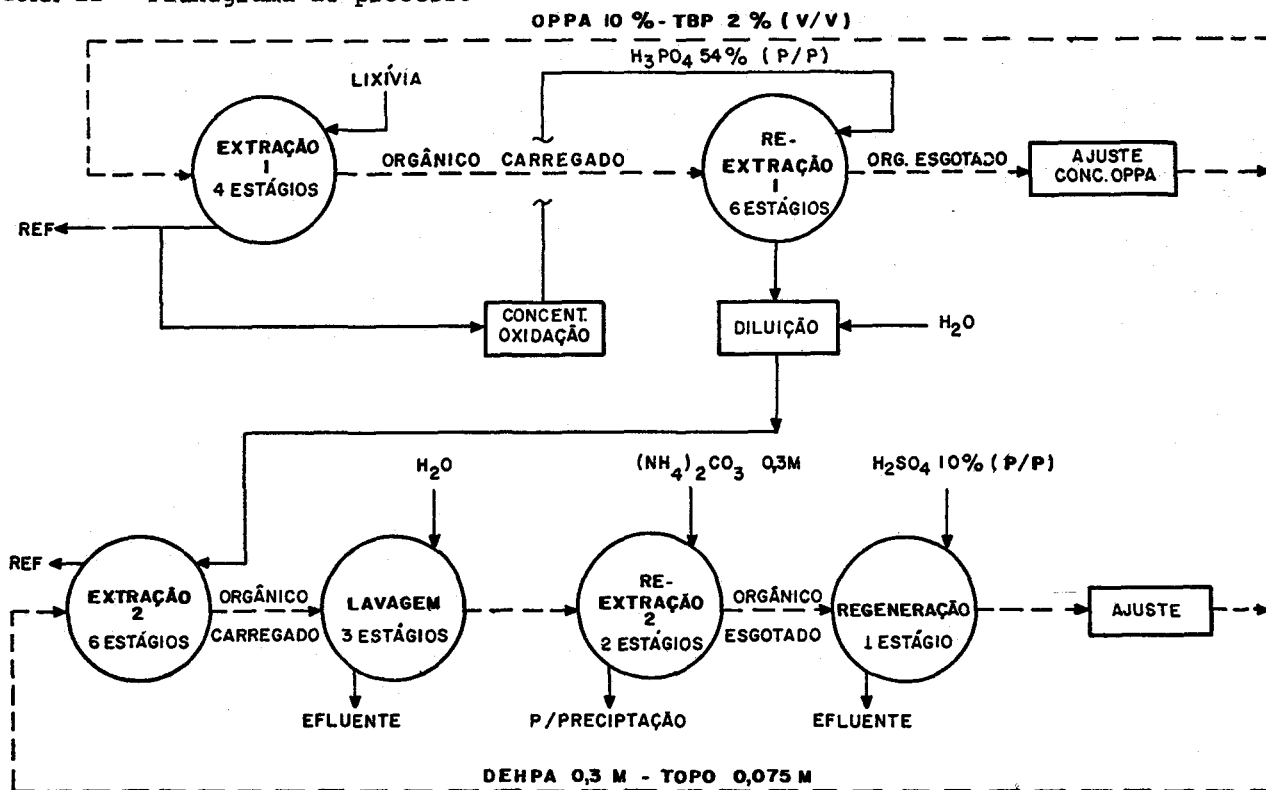 OPPA 10 % - TBP 2 % ( V/V )
H3PO4 54% ( P/P )
LIXÍVIA
EXTRAÇÃO
1
4 ESTÁGIOS
ORGÂNICO CARREGADO
RE-
EXTRAÇÃO
1
6 ESTÁGIOS
ORG. ESGOTADO
AJUSTE
CONC. OPPA
REF
CONCENT.
OXIDAÇÃO
DILUIÇÃO
H2O
H2O
(NH4)2CO3 0,3M
H2SO4 10% ( P/P )
REF
EXTRAÇÃO
2
6 ESTÁGIOS
ORGÂNICO
CARREGADO
LAVAGEM
3 ESTÁGIOS
RE-
EXTRAÇÃO
2
2 ESTÁGIOS
ORGÂNICO
ESGOTADO
REGENERAÇÃO
1 ESTÁGIO
AJUSTE
EFLUENTE
P/PRECIPTAÇÃO
EFLUENTE
DEHPA 0,3 M - TOPO 0,075 M